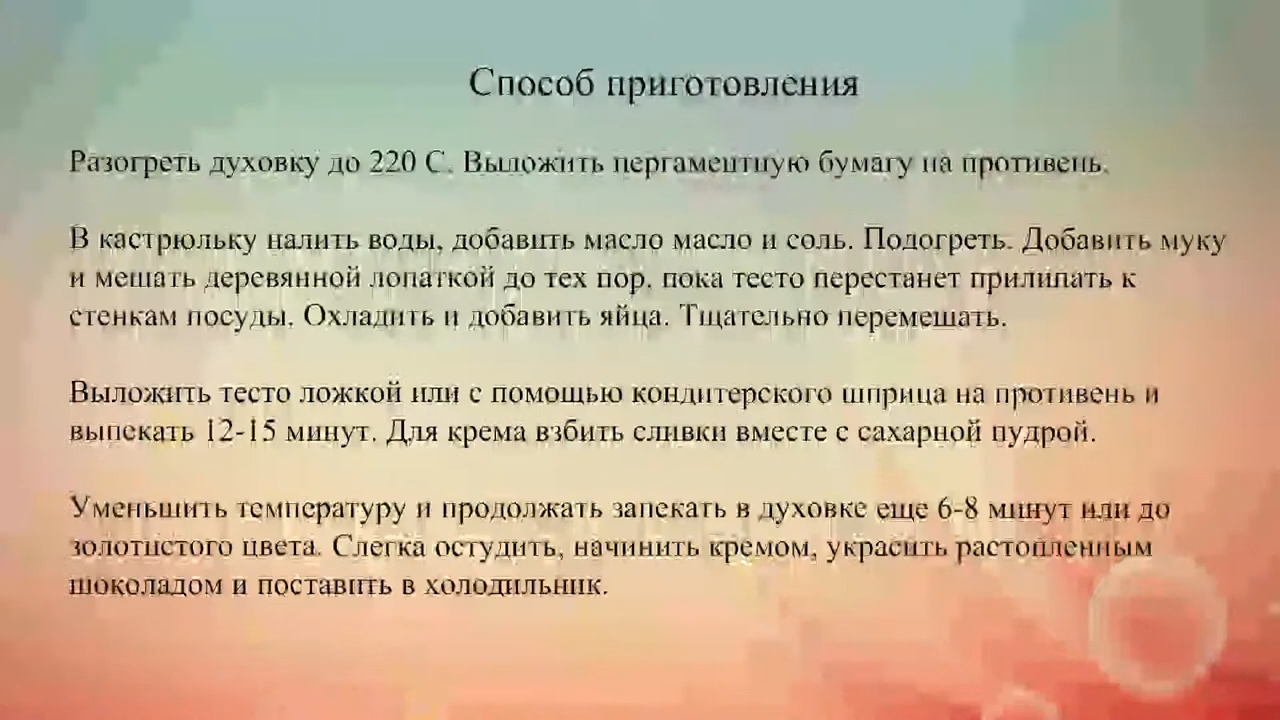 Способ приготовления
Разогреть духовку до 220 С. Выложить пергаментную бумагу на противень.
В кастрюльку налить воды, добавить масло масло и соль. Подогреть. Добавить муку
и мешать деревянной лопаткой до тех пор, пока тесто перестанет прилипать к
стенкам посуды. Охладить и добавить яйца. Тщательно перемешать.
Выложить тесто ложкой или с помощью кондитерского шприца на противень и
выпекать 12-15 минут. Для крема взбить сливки вместе с сахарной пудрой.
Уменьшить температуру и продолжать запекать в духовке еще 6-8 минут или до
золотистого цвета. Слегка остудить, начинить кремом, украсить растопленным
шоколадом и поставить в холодильник.